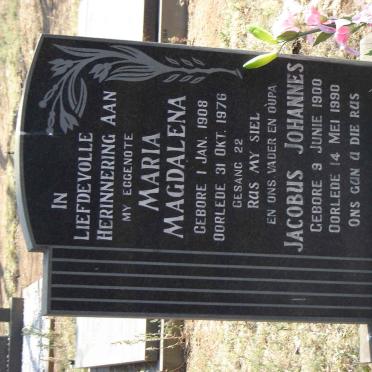 IN
LIEFDEVOLLE
HERINNERING AAN
MY EGGENOTE
MARIA
MAGDALENA
GEBORE 1 JAN. 1908
OORLEDE 31 OKT. 1976
GESANG 22
RUS MY SIEL
EN ONS VADER EN OUPA
JACOBUS JOHANNES
GEBORE 9 JUNIE 1900
OORLEDE 14 MEI 1990
ONS GUN U DIE RUS